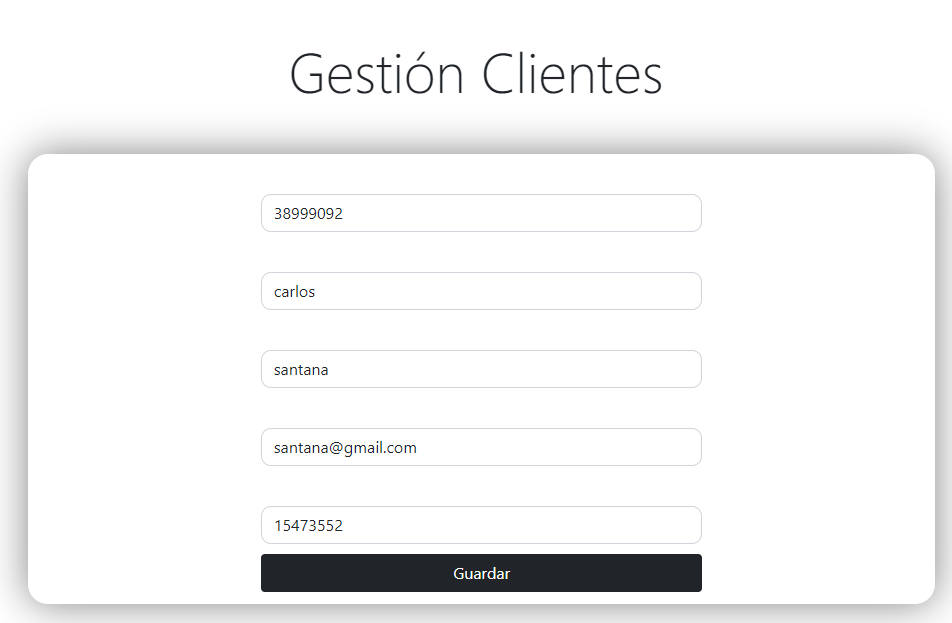 Gestión Clientes
38999092
carlos
santana
santana@gmail.com
15473552
Guardar